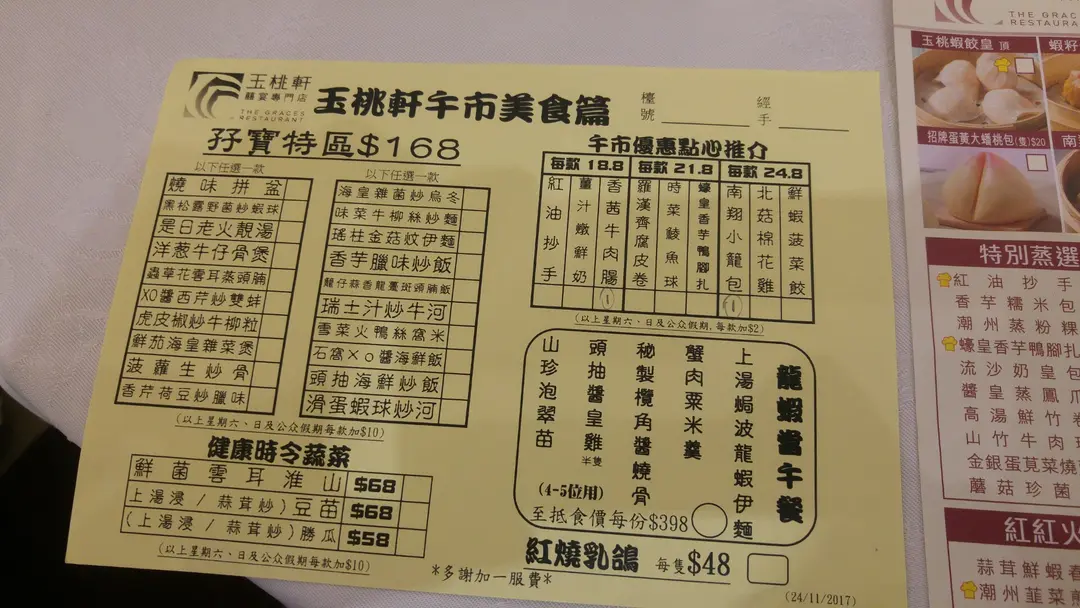 玉桃軒
囍宴專門店
THE GRACES
RESTAURANT
玉桃軒午市美食篇
檯號
經手
孖寶特區$168
以下任選一款
燒味拼盆
黑松露野菌炒蝦球
是日老火靚湯
洋葱牛仔骨煲
蟲草花雲耳蒸頭腩
XO醬西芹炒雙蚌
虎皮椒炒牛柳粒
鮮茄海皇雜菜煲
菠蘿生炒骨
香芹荷豆炒臘味
以下任選一款
海皇雜菌炒烏冬
味菜牛柳絲炒麵
瑤柱金菇炆伊麵
香芋臘味炒飯
龍仔蒜香龍躉斑頭腩飯
瑞士汁炒牛河
雪菜火鴨絲窩米
石窩XO醬海鮮飯
頭抽海鮮炒飯
滑蛋蝦球炒河
(以上星期六、日及公众假期每款加$10)
健康時令蔬菜
鮮菌雲耳淮山 $68
(上湯浸/蒜茸炒)豆苗 $68
(上湯浸/蒜茸炒)勝瓜 $58
(以上星期六、日及公众假期每款加$10)
午市優惠點心推介
每款 18.8 每款 21.8 每款 24.8
紅油抄手
薑汁燉鮮奶
香茜牛肉腸
羅漢齊腐皮卷
時菜鯪魚球
蠔皇香芋鴨腳扎
南翔小籠包
北菇棉花雞
鮮蝦菠菜餃
1
1
(以上星期六、日及公众假期,每款加$2)
龍蝦當午餐
上湯焗波龍蝦伊麵
蟹肉粟米羹
秘製欖角醬燒骨
頭抽醬皇雞半隻
山珍泡翠苗
(4-5位用)
至抵食價每份$398
紅燒乳鴿 每隻$48
*多謝加一服費*
(24/11/2017)
THE GRACES
RESTAURANT
玉桃蝦餃皇 頂
蝦籽
招牌蛋黃大蟠桃包(隻)$20
南
特別蒸選
紅油抄手
香芋糯米包
潮州蒸粉粿
蠔皇香芋鴨腳扎
流沙奶皇包
醬皇蒸鳳爪
高湯鮮竹卷
山竹牛肉球
金銀蛋莧菜燒
蘑菇珍菌
紅紅火
蒜茸鮮蝦春
潮州韮菜